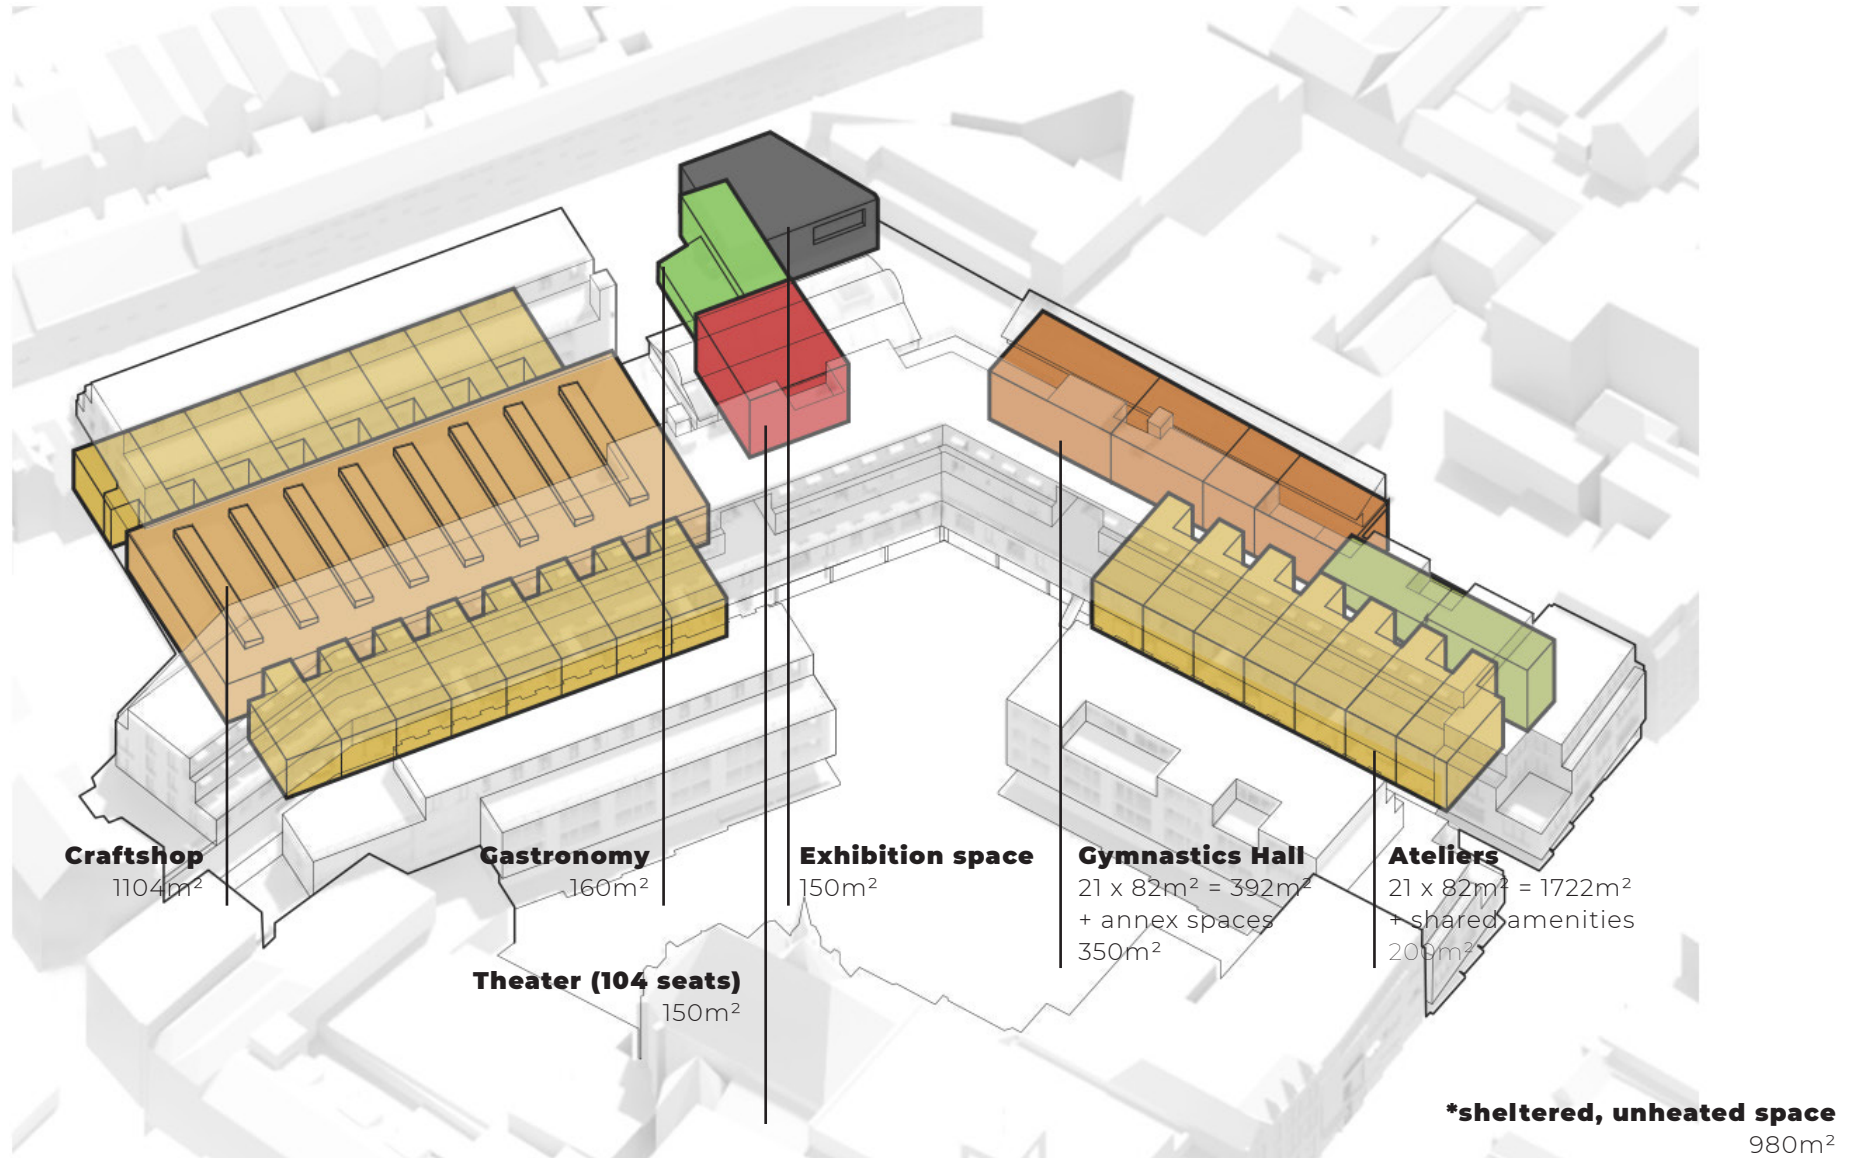 Craftshop
1104m²
Gastronomy
160m²
Exhibition space
150m²
Gymnastics Hall
21 x 82m² = 392m²
+ annex spaces
350m²
Ateliers
21 x 82m² = 1722m²
+ shared amenities
200m²
Theater (104 seats)
150m²
*sheltered, unheated space
980m²